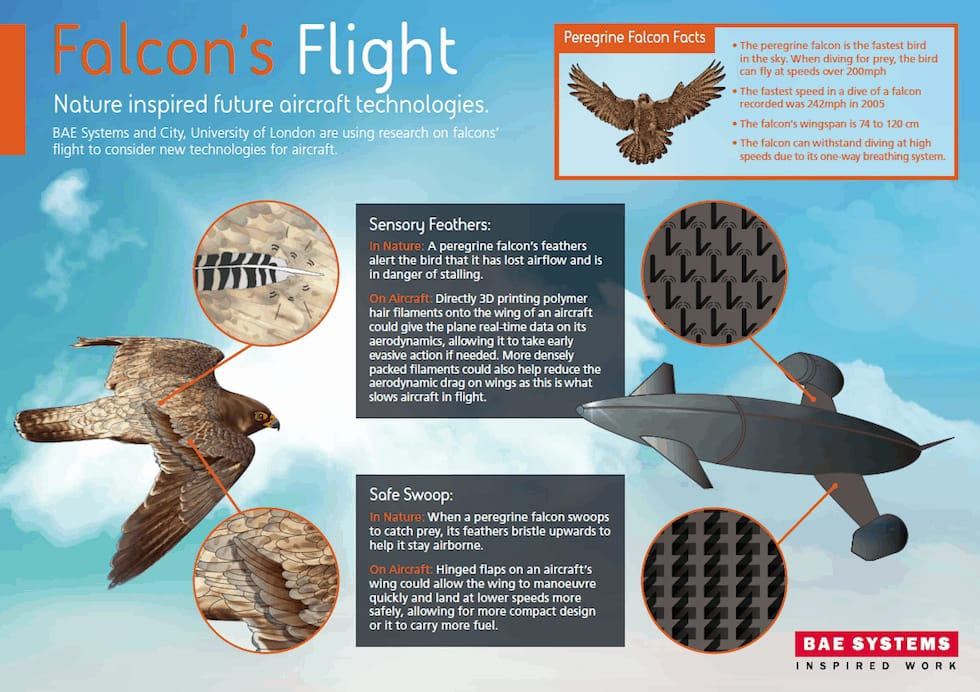 Falcon's Flight
Nature inspired future aircraft technologies.
BAE Systems and City, University of London are using research on falcons'
flight to consider new technologies for aircraft.
Peregrine Falcon Facts
• The peregrine falcon is the fastest bird
in the sky. When diving for prey, the bird
can fly at speeds over 200mph
• The fastest speed in a dive of a falcon
recorded was 242mph in 2005
• The falcon's wingspan is 74 to 120 cm
• The falcon can withstand diving at high
speeds due to its one-way breathing system.
Sensory Feathers:
In Nature: A peregrine falcon's feathers
alert the bird that it has lost airflow and is
in danger of stalling.
On Aircraft: Directly 3D printing polymer
hair filaments onto the wing of an aircraft
could give the plane real-time data on its
aerodynamics, allowing it to take early
evasive action if needed. More densely
packed filaments could also help reduce the
aerodynamic drag on wings as this is what
slows aircraft in flight.
Safe Swoop:
In Nature: When a peregrine falcon swoops
to catch prey, its feathers bristle upwards to
help it stay airborne.
On Aircraft: Hinged flaps on an aircraft's
wing could allow the wing to manoeuvre
quickly and land at lower speeds more
safely, allowing for more compact design
or it to carry more fuel.
BAE SYSTEMS
INSPIRED WORK